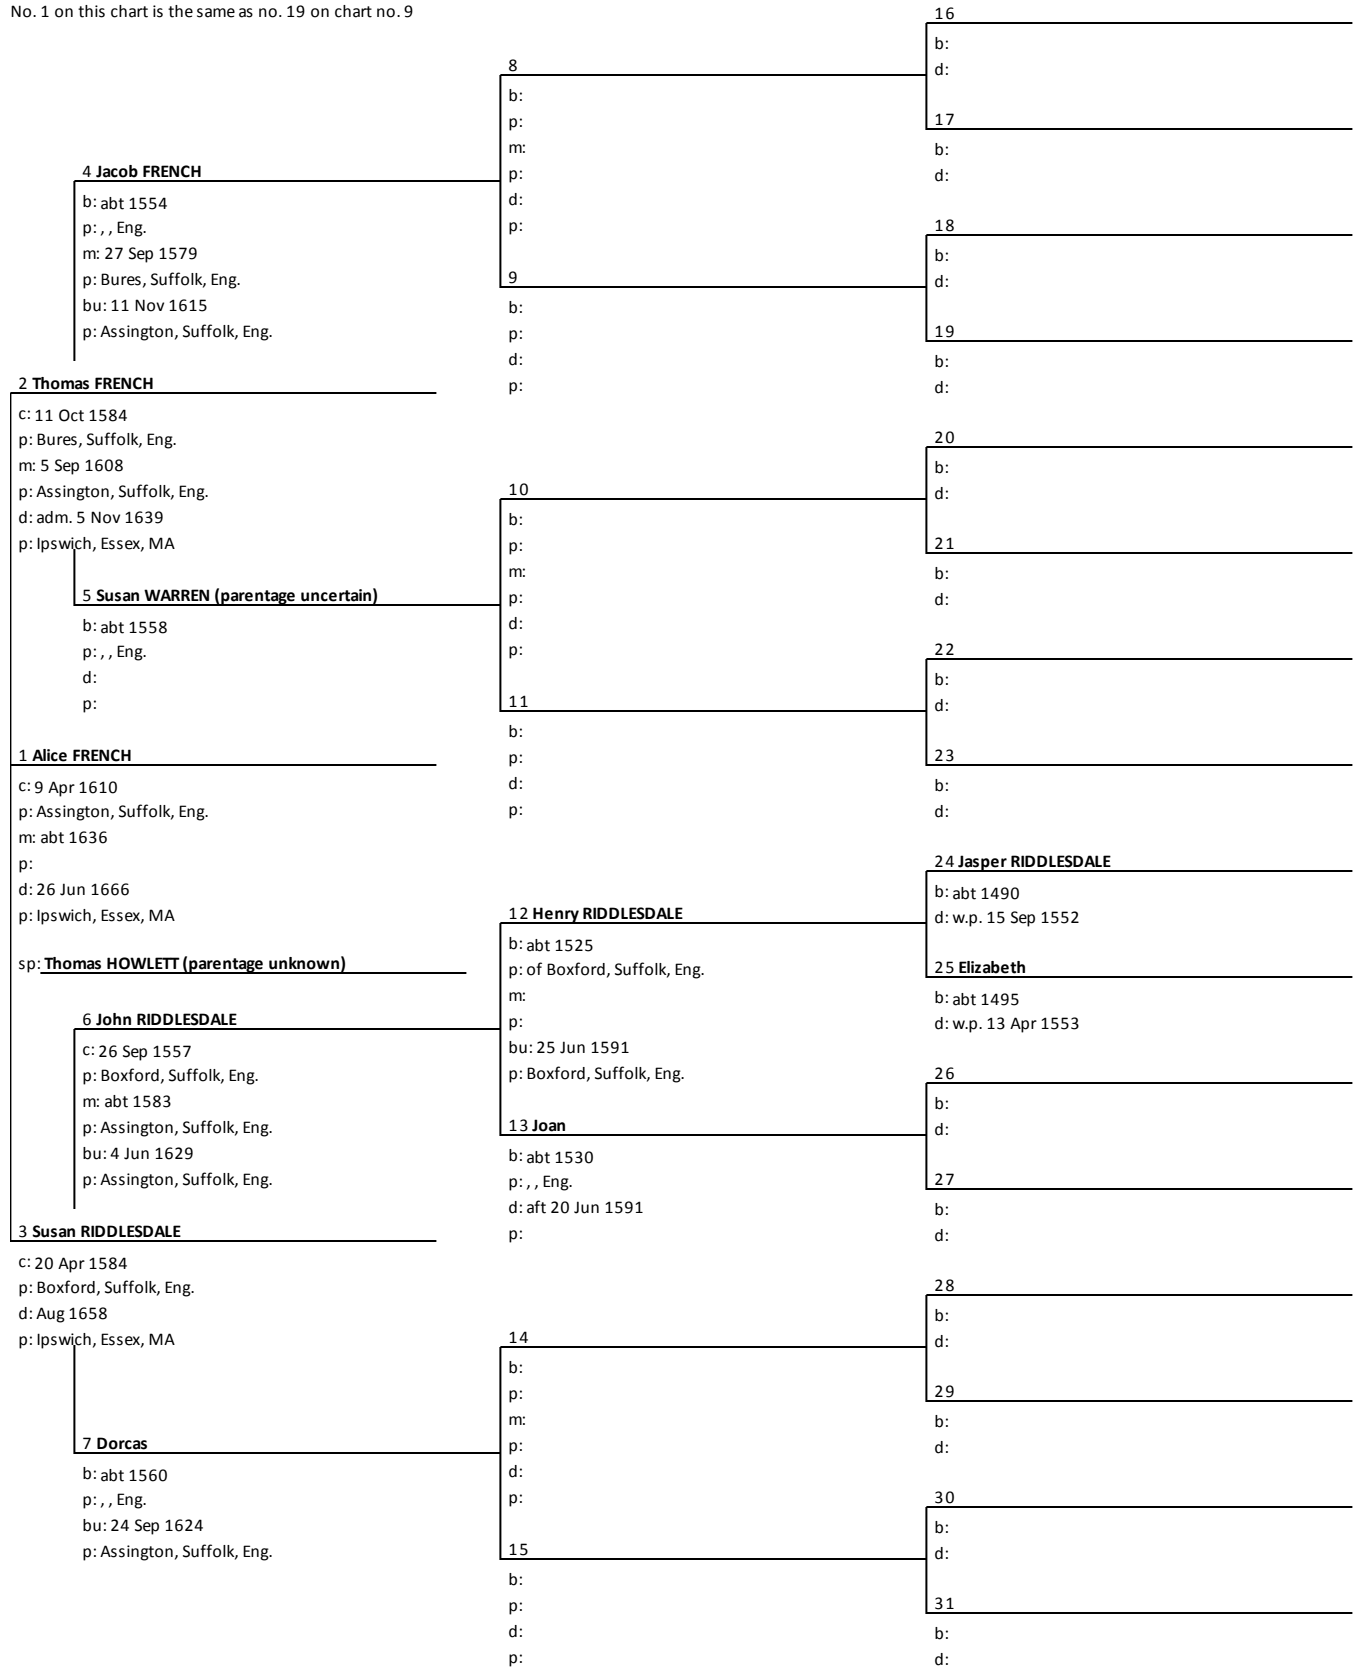 No. 1 on this chart is the same as no. 19 on chart no. 9
16
b:
d:
8
b:
p:
m:
p:
d:
p:
17
b:
d:
4 Jacob FRENCH
b: abt 1554
p: , , Eng.
m: 27 Sep 1579
p: Bures, Suffolk, Eng.
bu: 11 Nov 1615
p: Assington, Suffolk, Eng.
18
b:
d:
9
b:
p:
d:
p:
19
b:
d:
2 Thomas FRENCH
c: 11 Oct 1584
p: Bures, Suffolk, Eng.
m: 5 Sep 1608
p: Assington, Suffolk, Eng.
d: adm. 5 Nov 1639
p: Ipswich, Essex, MA
20
b:
d:
10
b:
p:
m:
p:
d:
p:
21
b:
d:
5 Susan WARREN (parentage uncertain)
b: abt 1558
p: , , Eng.
d:
p:
22
b:
d:
11
b:
p:
d:
p:
23
b:
d:
1 Alice FRENCH
c: 9 Apr 1610
p: Assington, Suffolk, Eng.
m: abt 1636
p:
d: 26 Jun 1666
p: Ipswich, Essex, MA
sp: Thomas HOWLETT (parentage unknown)
24 Jasper RIDDLESDALE
b: abt 1490
d: w.p. 15 Sep 1552
12 Henry RIDDLESDALE
b: abt 1525
p: of Boxford, Suffolk, Eng.
m:
p:
bu: 25 Jun 1591
p: Boxford, Suffolk, Eng.
25 Elizabeth
b: abt 1495
d: w.p. 13 Apr 1553
6 John RIDDLESDALE
c: 26 Sep 1557
p: Boxford, Suffolk, Eng.
m: abt 1583
p: Assington, Suffolk, Eng.
bu: 4 Jun 1629
p: Assington, Suffolk, Eng.
26
b:
d:
13 Joan
b: abt 1530
p: , , Eng.
d: aft 20 Jun 1591
p:
27
b:
d:
3 Susan RIDDLESDALE
c: 20 Apr 1584
p: Boxford, Suffolk, Eng.
d: Aug 1658
p: Ipswich, Essex, MA
28
b:
d:
14
b:
p:
m:
p:
d:
p:
29
b:
d:
7 Dorcas
b: abt 1560
p: , , Eng.
bu: 24 Sep 1624
p: Assington, Suffolk, Eng.
30
b:
d:
15
b:
p:
d:
p:
31
b:
d: